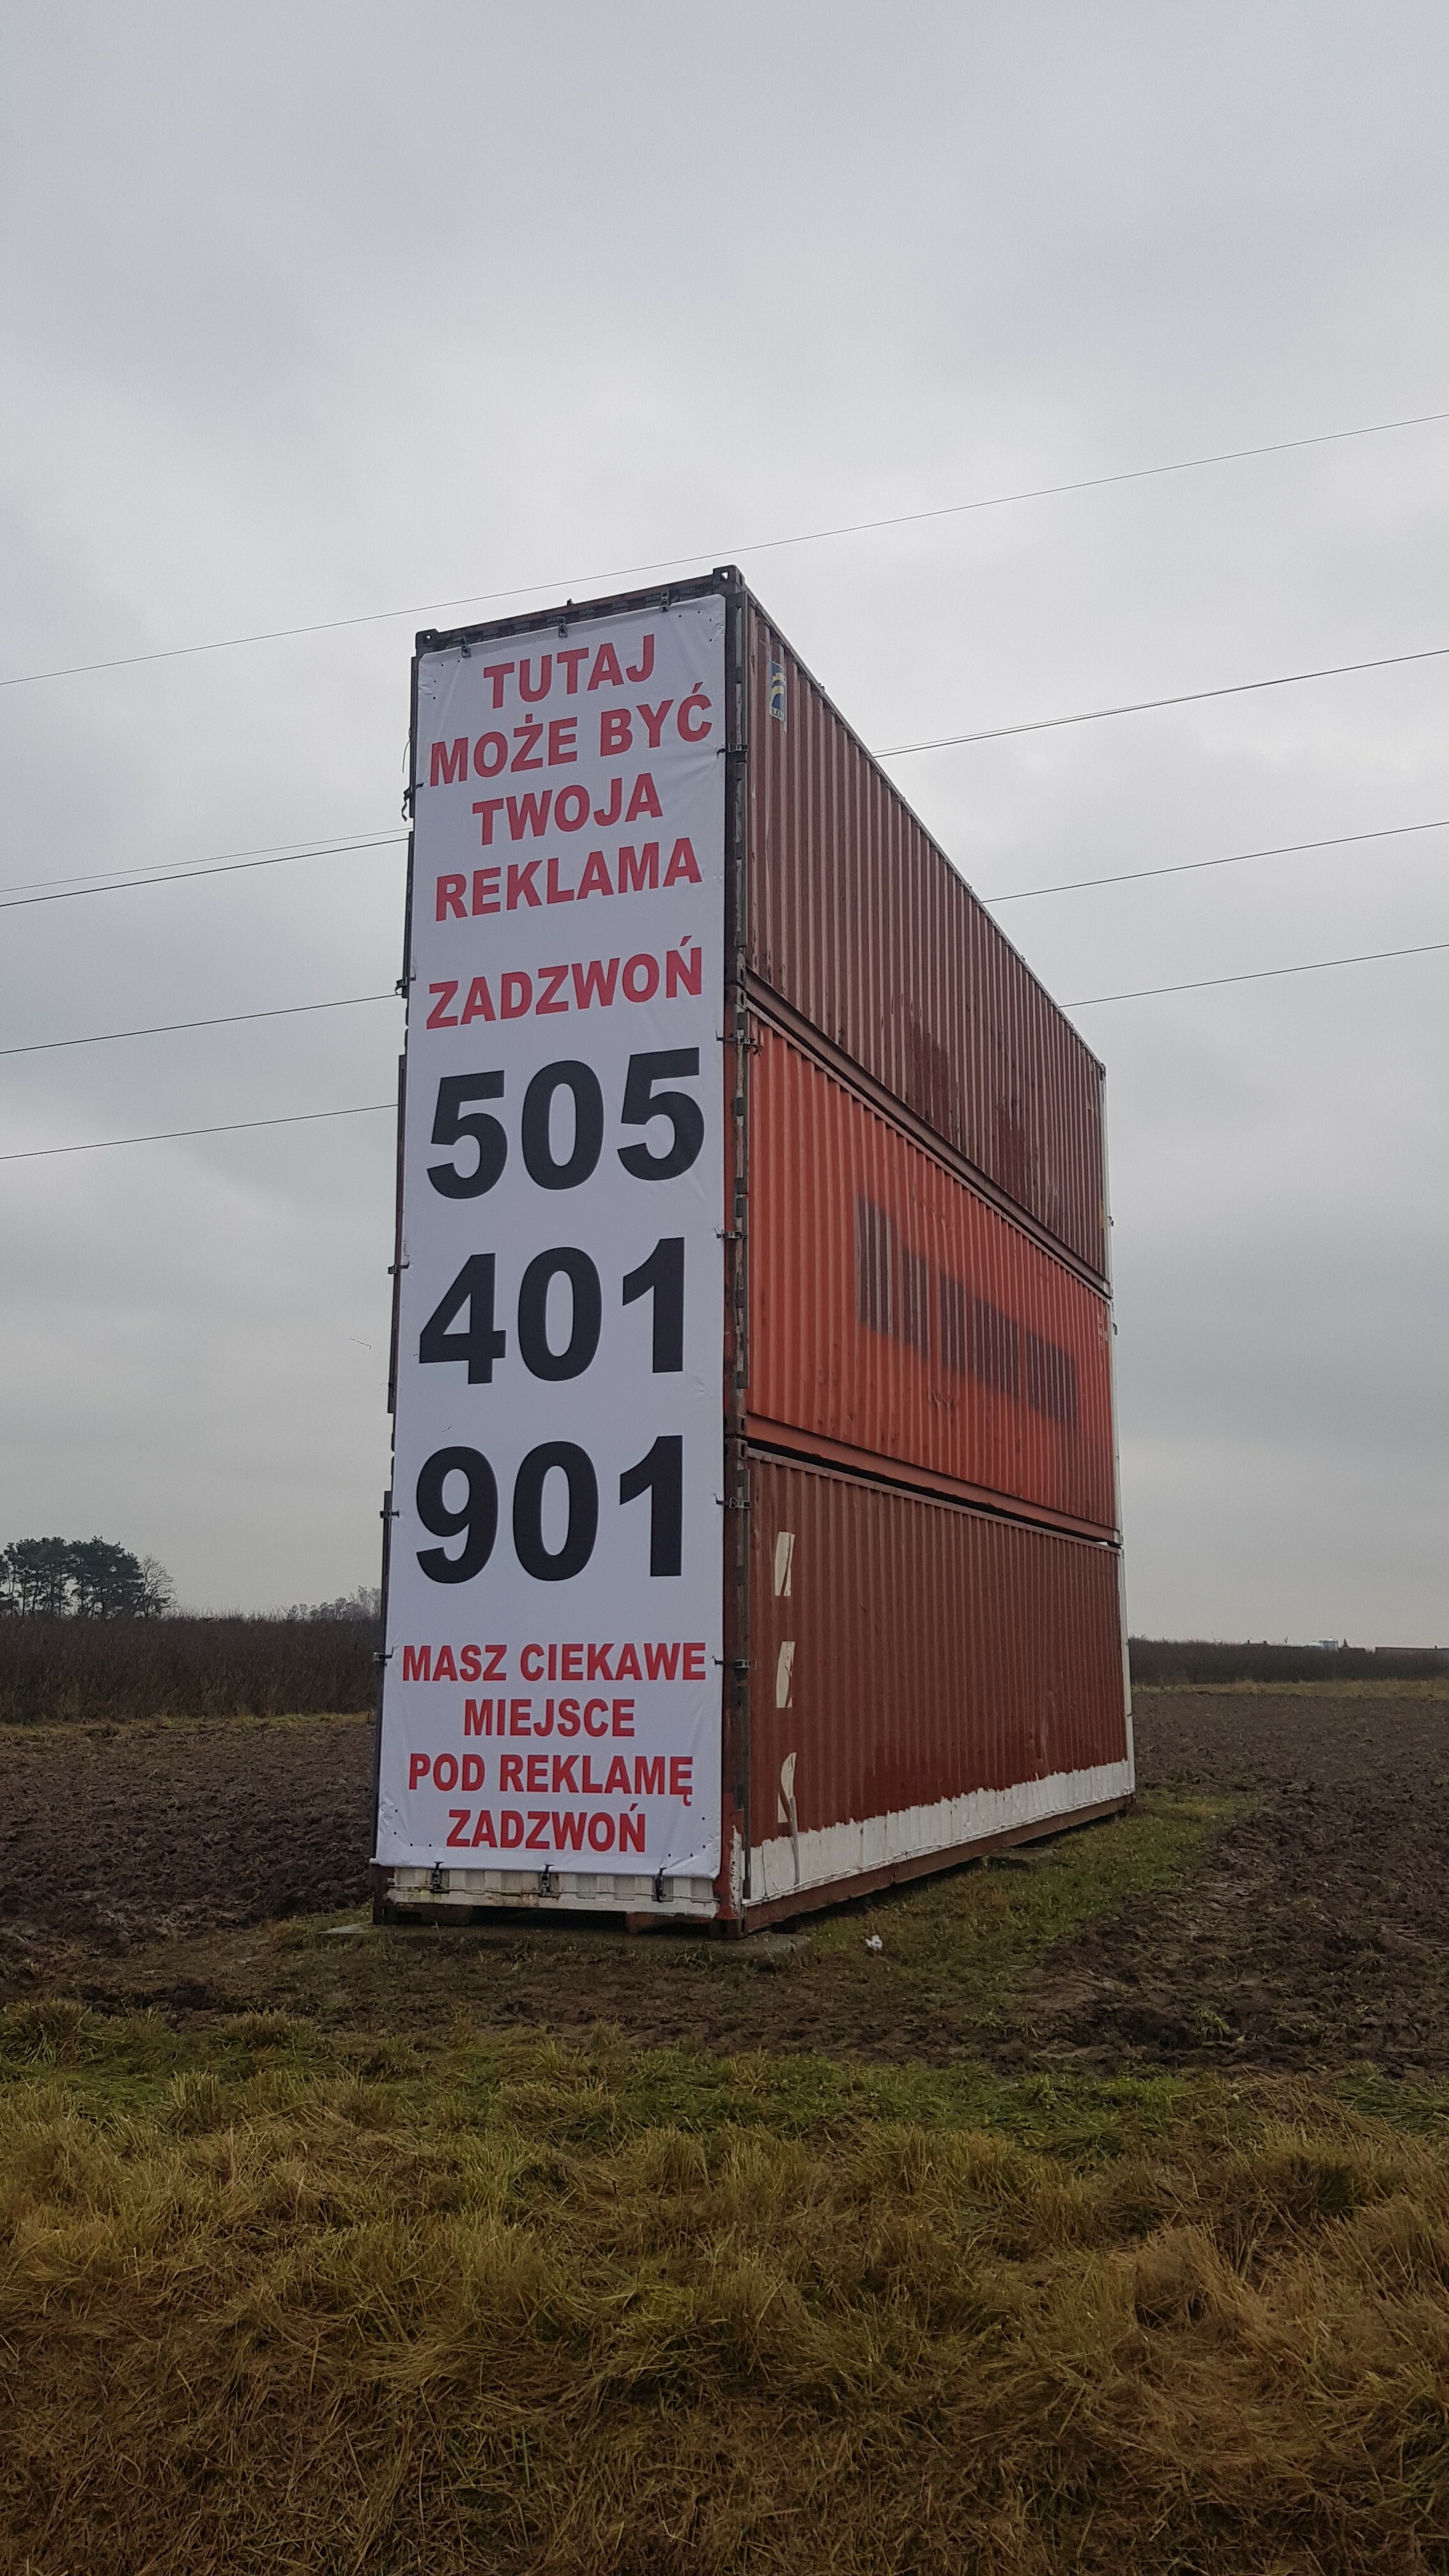 TUTAJ
MOŻE BYĆ
TWOJA
REKLAMA
ZADZWOŃ
505
401
901
MASZ CIEKAWE
MIEJSCE
POD REKLAMĘ
ZADZWOŃ